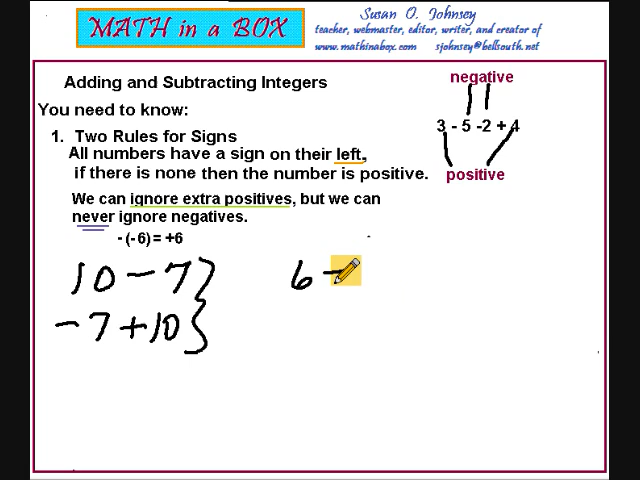 MATH in a BOX
Susan O. Johnsey
teacher, webmaster, editor, writer, and creator of
www.mathinabox.com sjohnsey@bellsouth.net
Adding and Subtracting Integers
negative
You need to know:
3 - 5 -2 + 4
1. Two Rules for Signs
All numbers have a sign on their left,
if there is none then the number is positive.
positive
We can ignore extra positives, but we can
never ignore negatives.
- (- 6) = +6
10 - 7 }
- 7 + 10 }
6 -